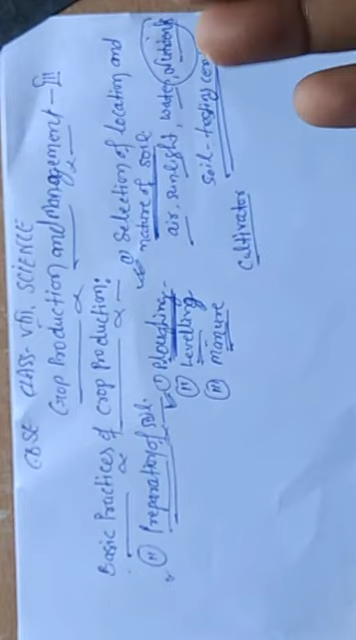 CBSE CLASS-VIII, SCIENCE
Crop Production and Management-II
Basic Practices of Crop Production:
(i) Selection of location and
nature of soil:
air, sunlight, water,
Soil-testing
(ii) Preparation of soil.
(i) Ploughing
(ii) Levelling
(iii) Manure
Cultivator